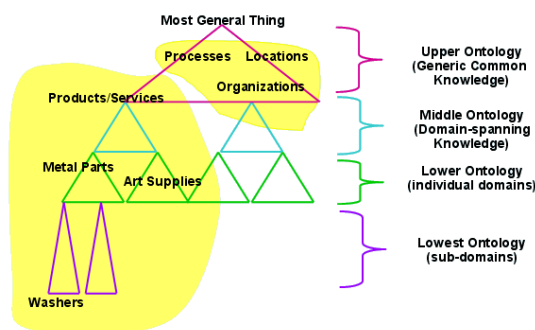 Most General Thing
Processes Locations
Organizations
Products/Services
Metal Parts
Art Supplies
Washers
Upper Ontology
(Generic Common
Knowledge)
Middle Ontology
(Domain-spanning
Knowledge)
Lower Ontology
(individual domains)
Lowest Ontology
(sub-domains)